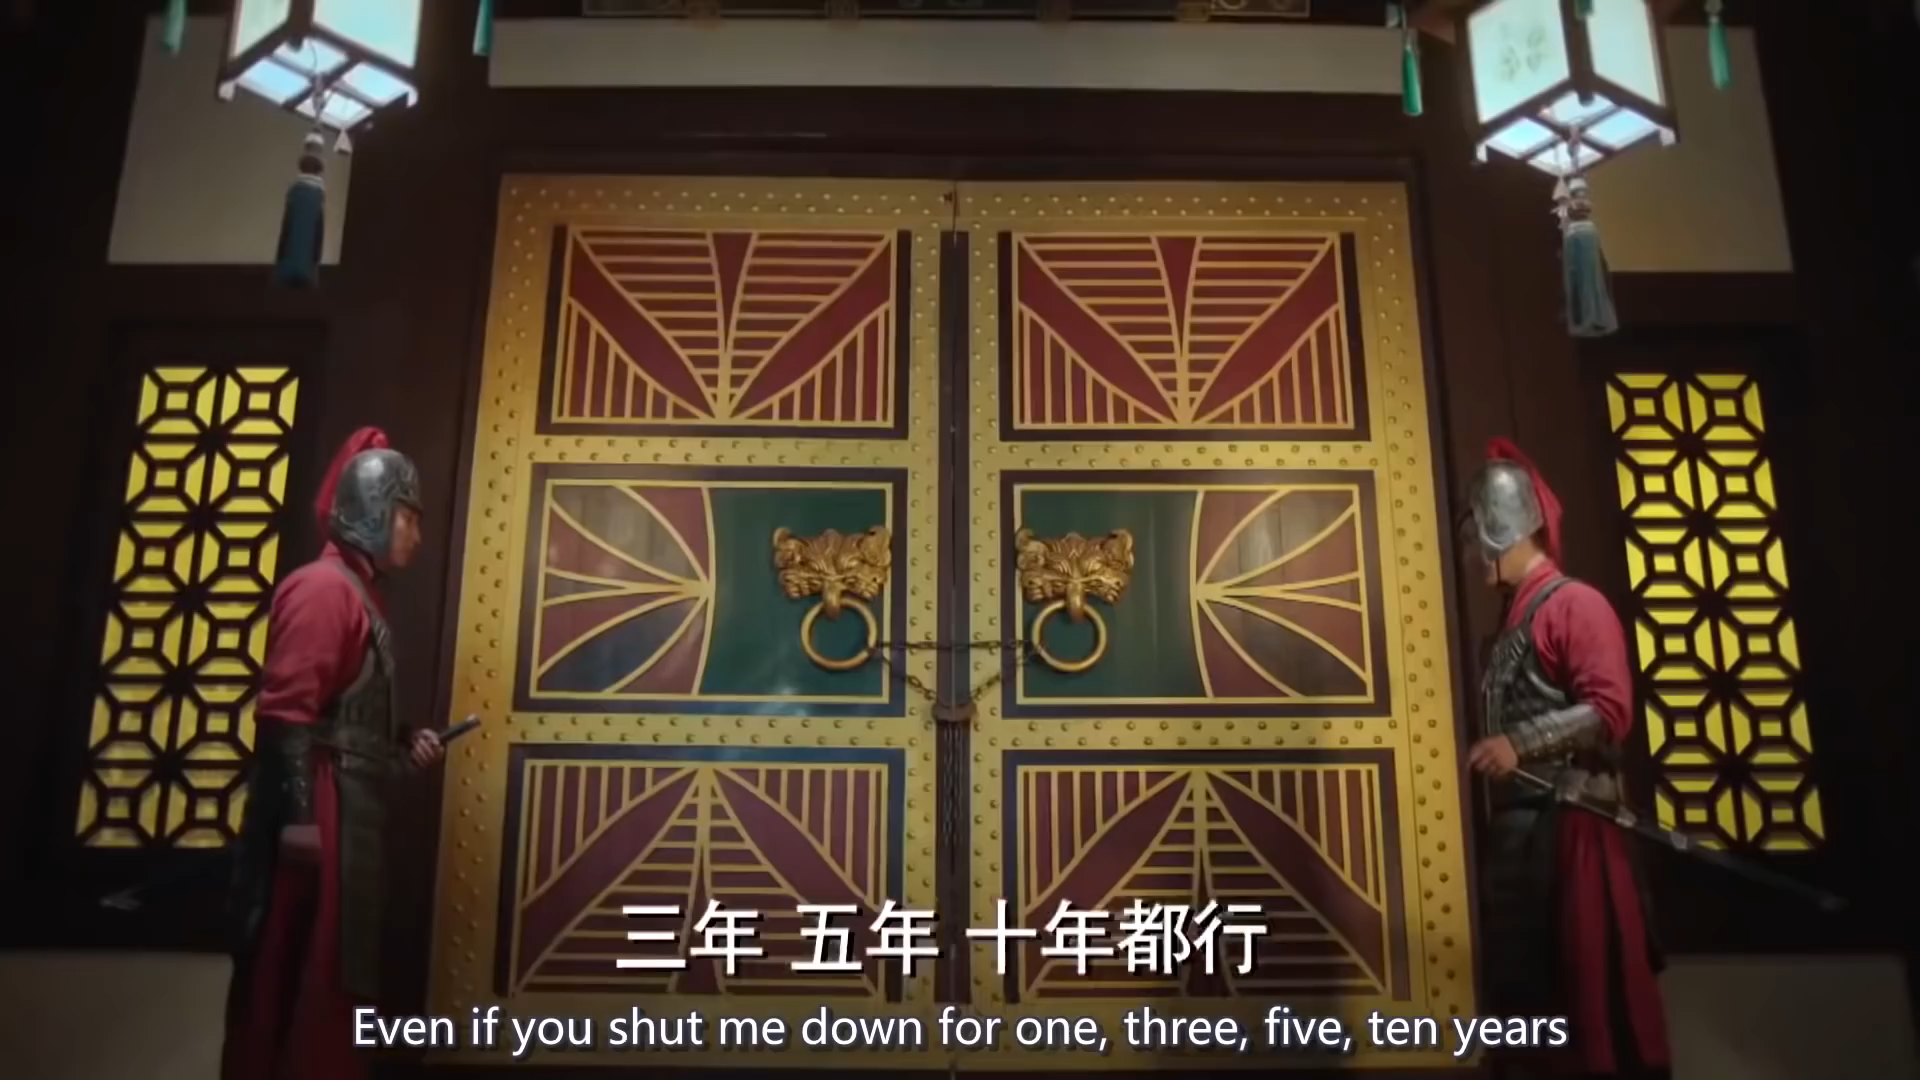 三年 五年 十年都行
Even if you shut me down for one, three, five, ten years